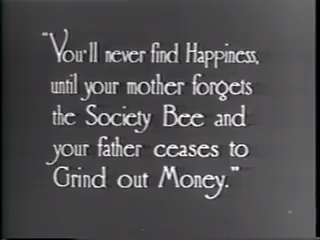 "You'll never find Happiness,
until your mother forgets
the Society Bee and
your father ceases to
Grind out Money."